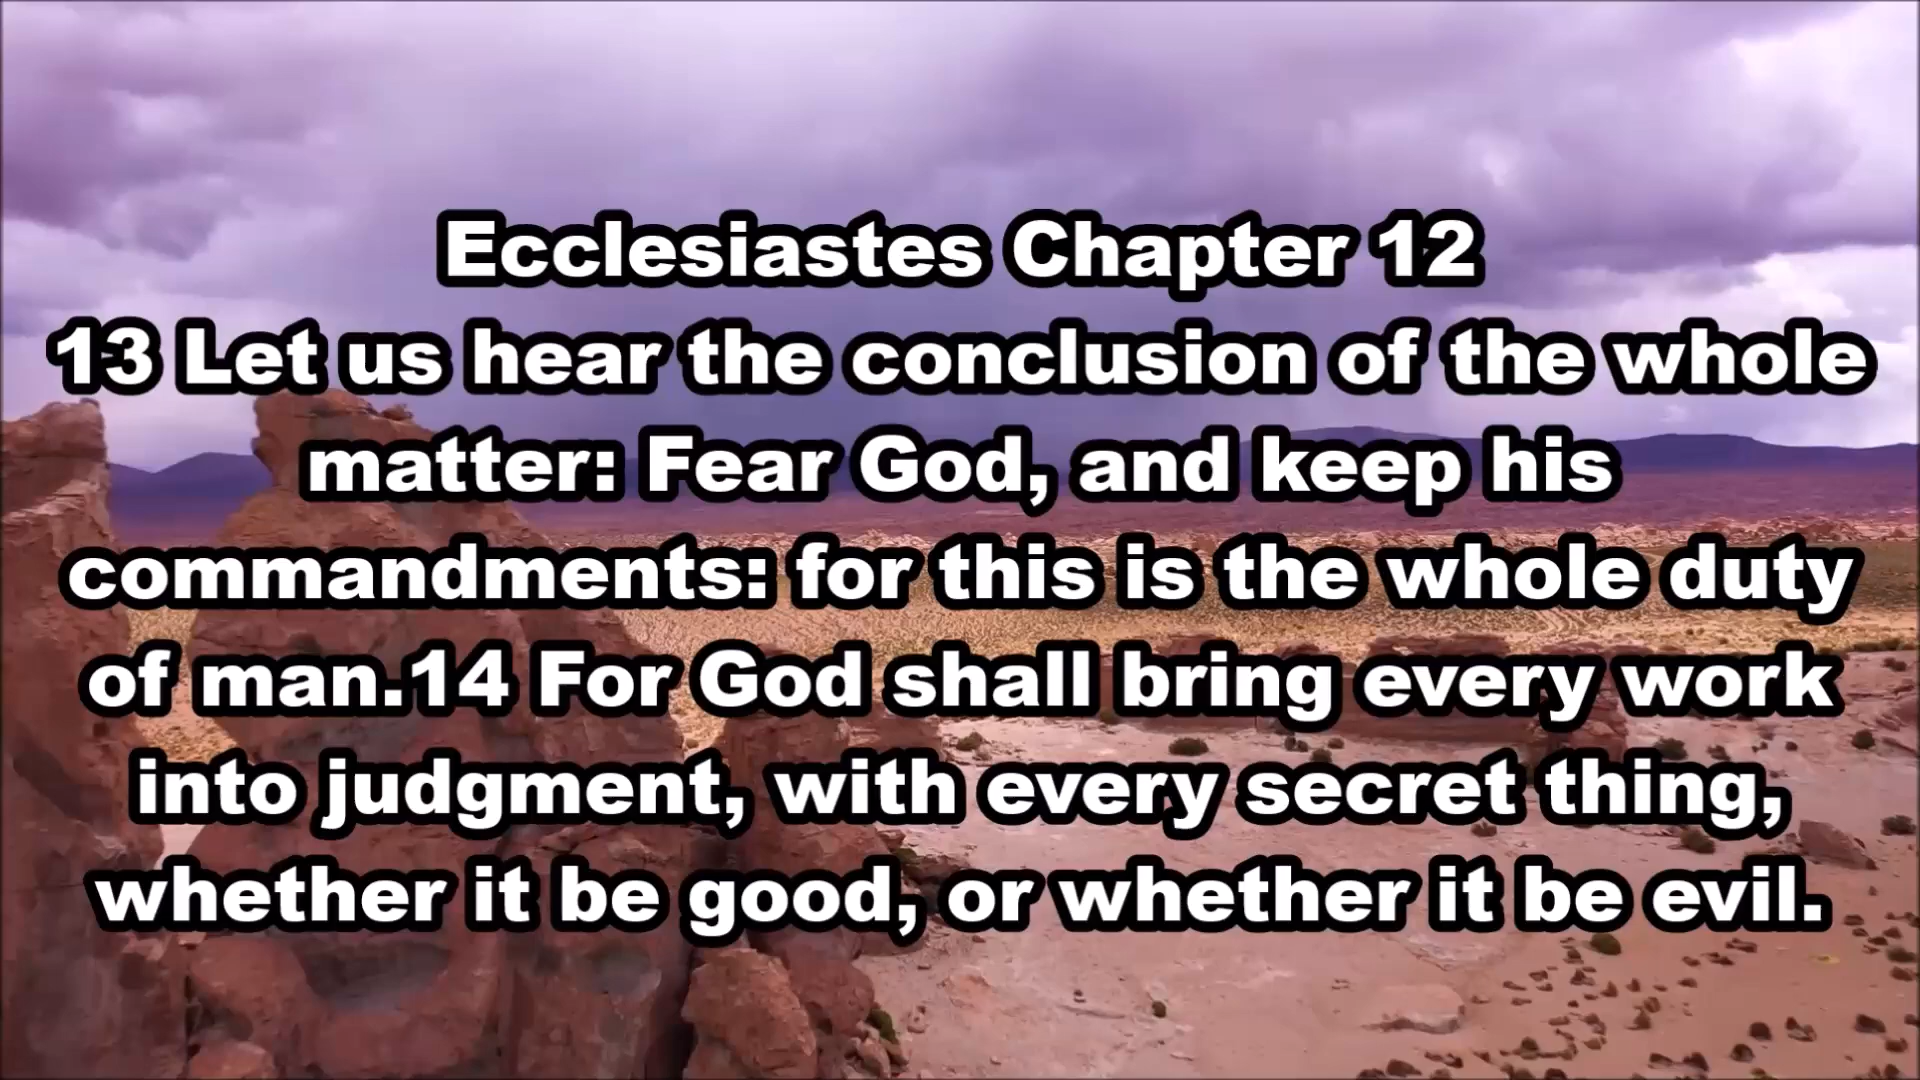 Ecclesiastes Chapter 12
13 Let us hear the conclusion of the whole
matter: Fear God, and keep his
commandments: for this is the whole duty
of man.14 For God shall bring every work
into judgment, with every secret thing,
whether it be good, or whether it be evil.